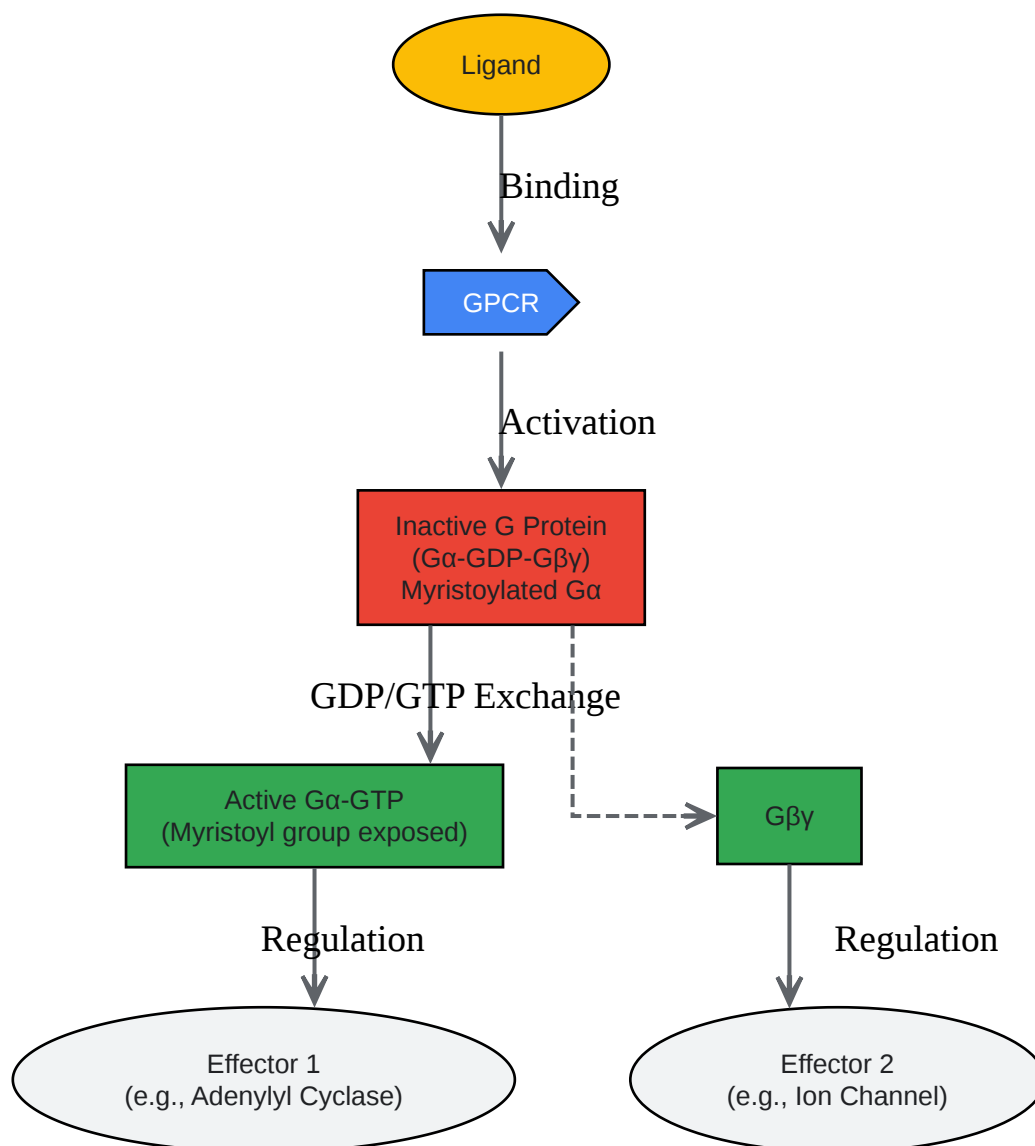 Ligand
Binding
GPCR
Activation
Inactive G Protein
(Gα-GDP-Gβγ)
Myristoylated Gα
GDP/GTP Exchange
Active Gα-GTP
(Myristoyl group exposed)
Gβγ
Regulation
Regulation
Effector 1
(e.g., Adenylyl Cyclase)
Effector 2
(e.g., Ion Channel)